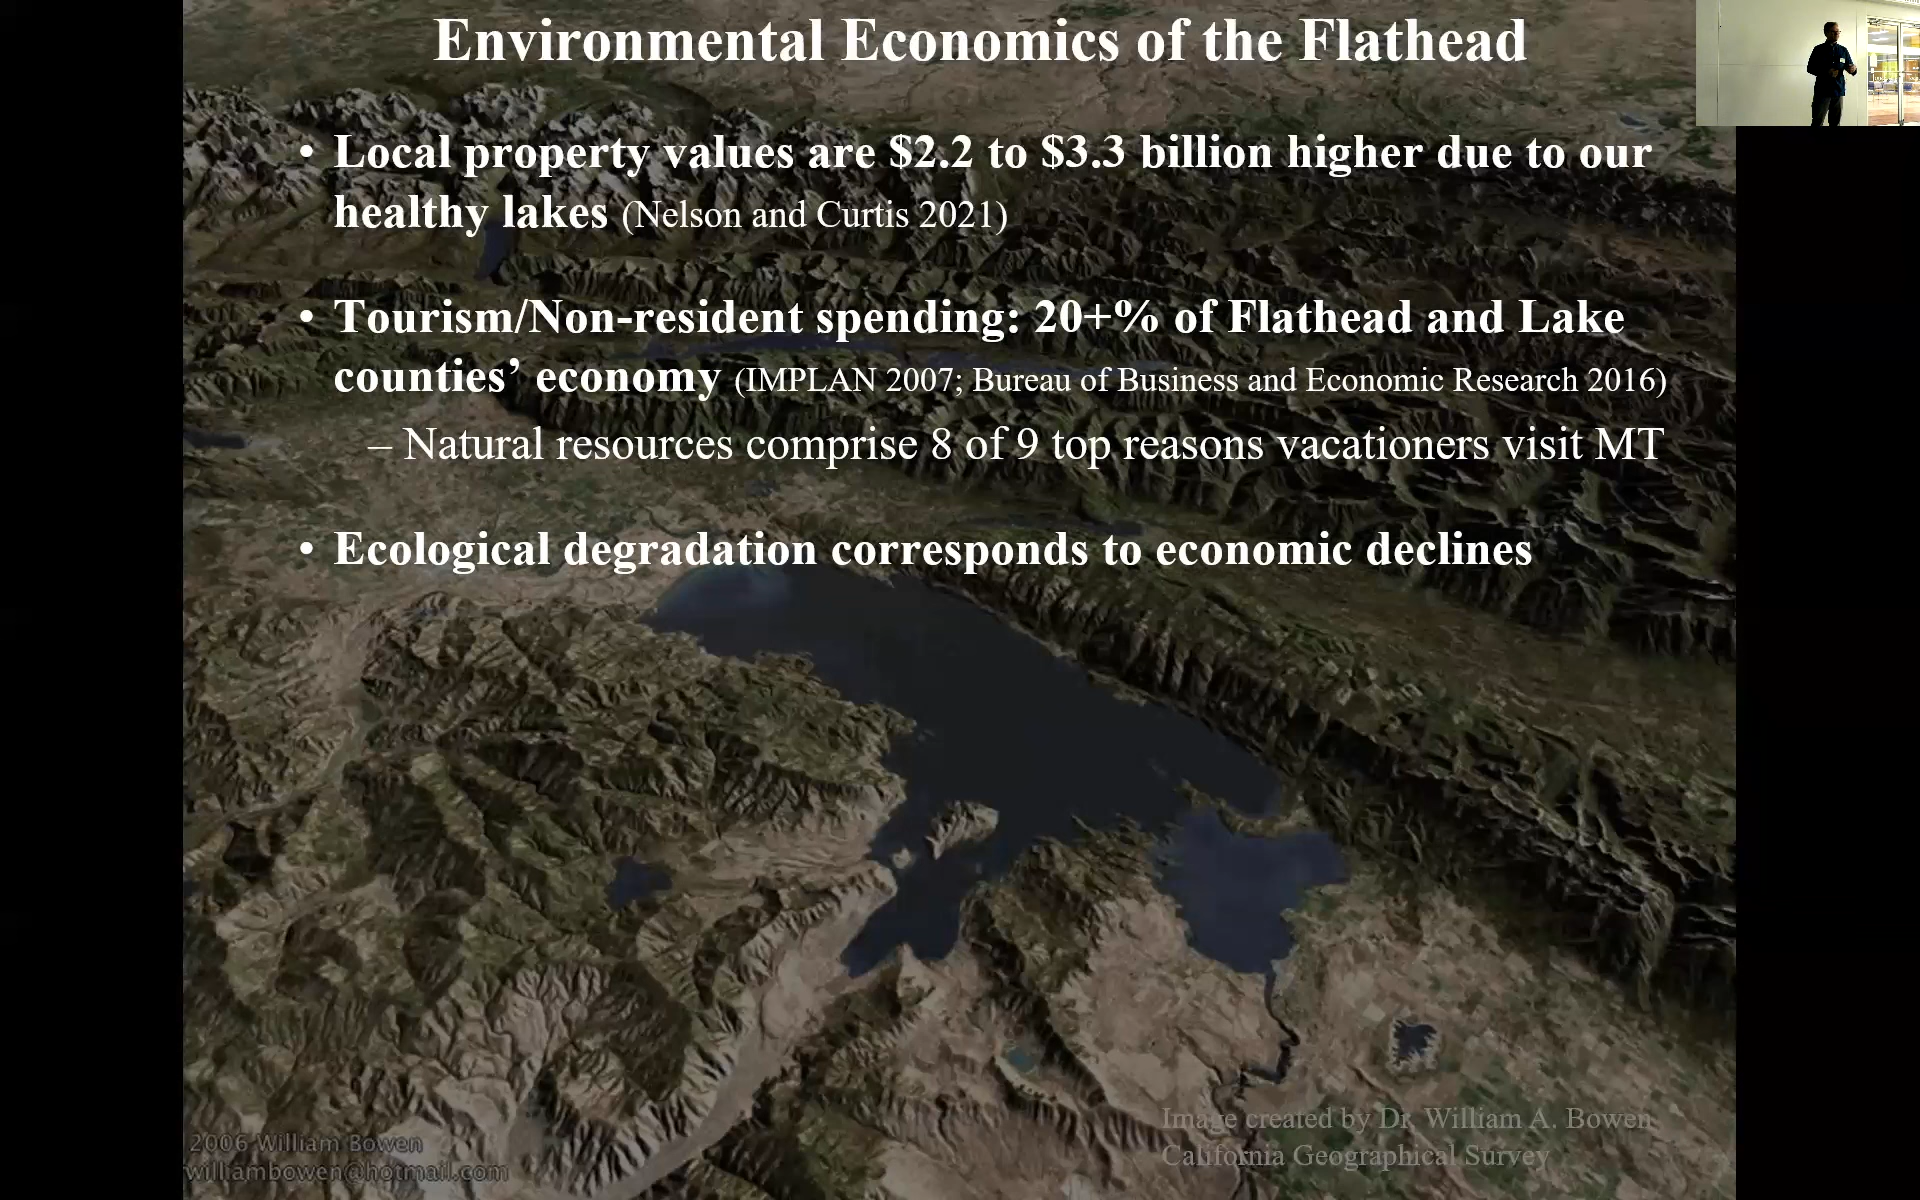 Environmental Economics of the Flathead
• Local property values are $2.2 to $3.3 billion higher due to our
healthy lakes (Nelson and Curtis 2021)
• Tourism/Non-resident spending: 20+% of Flathead and Lake
counties’ economy (IMPLAN 2007; Bureau of Business and Economic Research 2016)
– Natural resources comprise 8 of 9 top reasons vacationers visit MT
• Ecological degradation corresponds to economic declines
Image created by Dr. William A. Bowen
California Geographical Survey
2006 William Bowen
williambowen@hotmail.com